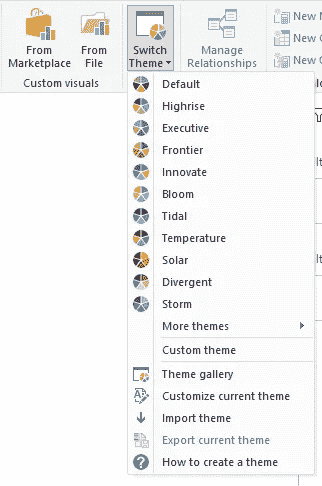 From Marketplace
From File
Switch Theme
Manage Relationships
New
New
New
Custom visuals
Default
Highrise
Executive
Frontier
Innovate
Bloom
Tidal
Temperature
Solar
Divergent
Storm
More themes
Custom theme
Theme gallery
Customize current theme
Import theme
Export current theme
How to create a theme